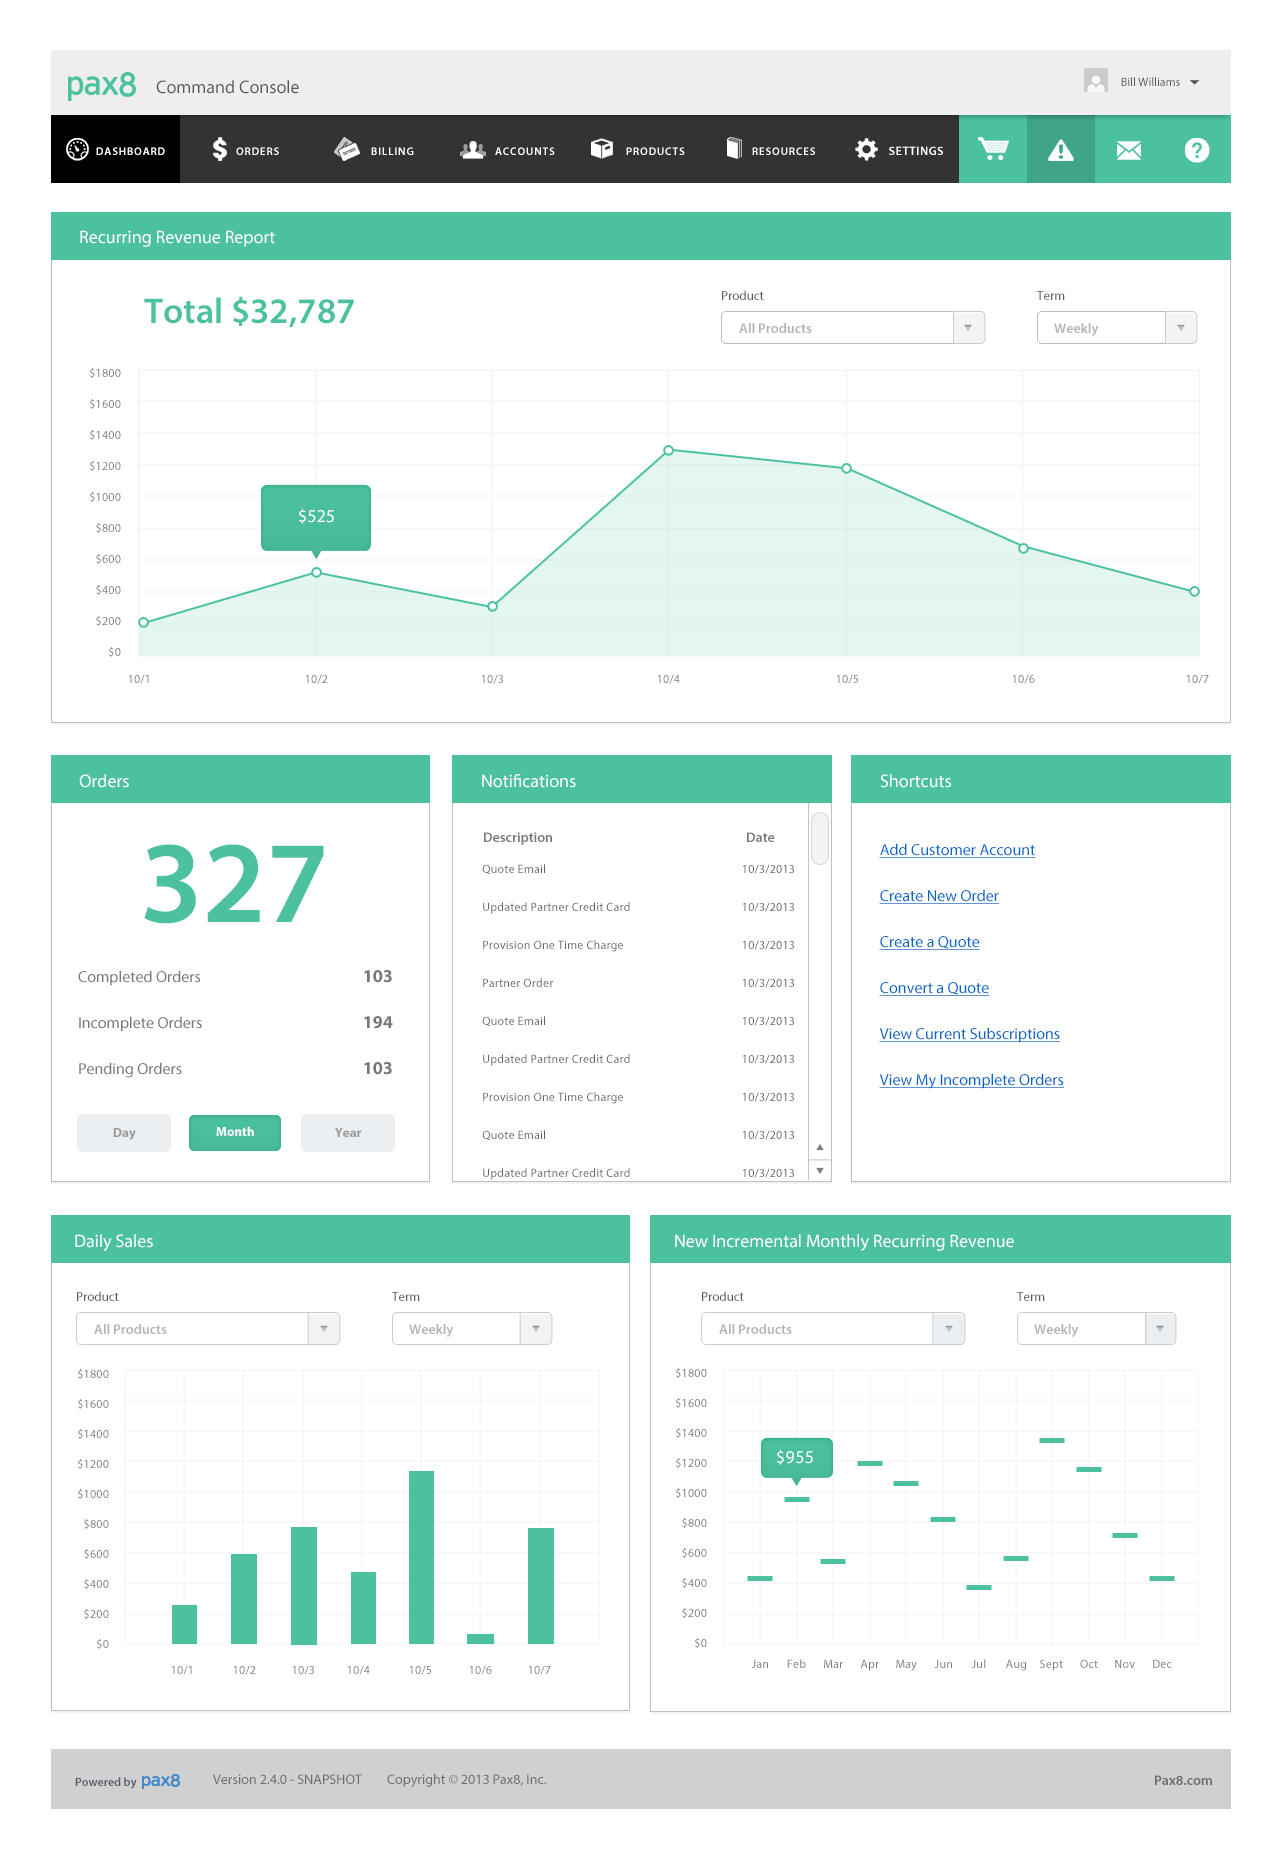 pax8 Command Console Bill Williams
DASHBOARD ORDERS BILLING ACCOUNTS PRODUCTS RESOURCES SETTINGS
Recurring Revenue Report
Total $32,787
Product Term
All Products Weekly
$1800
$1600
$1400
$1200
$1000
$800
$600
$400
$200
$0
$525
10/1 10/2 10/3 10/4 10/5 10/6 10/7
Orders
327
Completed Orders 103
Incomplete Orders 194
Pending Orders 103
Day Month Year
Notifications
Description Date
Quote Email 10/3/2013
Updated Partner Credit Card 10/3/2013
Provision One Time Charge 10/3/2013
Partner Order 10/3/2013
Quote Email 10/3/2013
Updated Partner Credit Card 10/3/2013
Provision One Time Charge 10/3/2013
Quote Email 10/3/2013
Updated Partner Credit Card 10/3/2013
Shortcuts
Add Customer Account
Create New Order
Create a Quote
Convert a Quote
View Current Subscriptions
View My Incomplete Orders
Daily Sales
Product Term
All Products Weekly
$1800
$1600
$1400
$1200
$1000
$800
$600
$400
$200
$0
10/1 10/2 10/3 10/4 10/5 10/6 10/7
New Incremental Monthly Recurring Revenue
Product Term
All Products Weekly
$1800
$1600
$1400
$1200
$1000
$800
$600
$400
$200
$0
$955
Jan Feb Mar Apr May Jun Jul Aug Sept Oct Nov Dec
Powered by pax8 Version 2.4.0 - SNAPSHOT Copyright © 2013 Pax8, Inc. Pax8.com